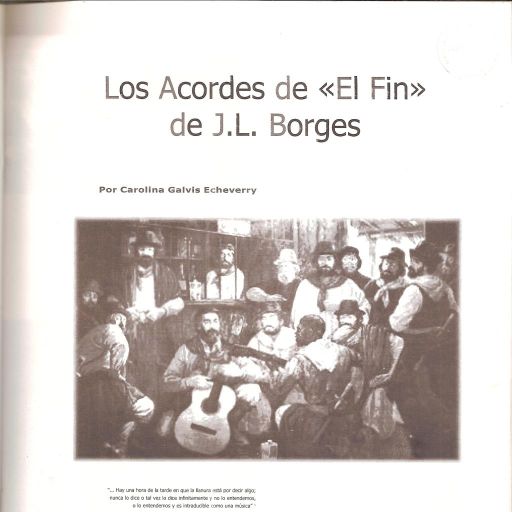 Los Acordes de «El Fin»
de J.L. Borges
Por Carolina Galvis Echeverry
"... Hay una hora de la tarde en que la llanura está por decir algo;
nunca lo dice o tal vez lo dice infinitamente y no lo entendemos,
o lo entendemos y es intraducible como una música"